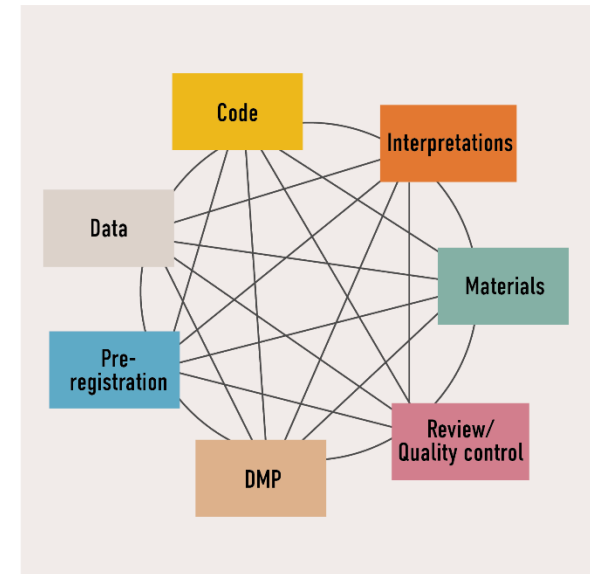 Code
Interpretations
Data
Materials
Pre-
registration
Review/
Quality control
DMP